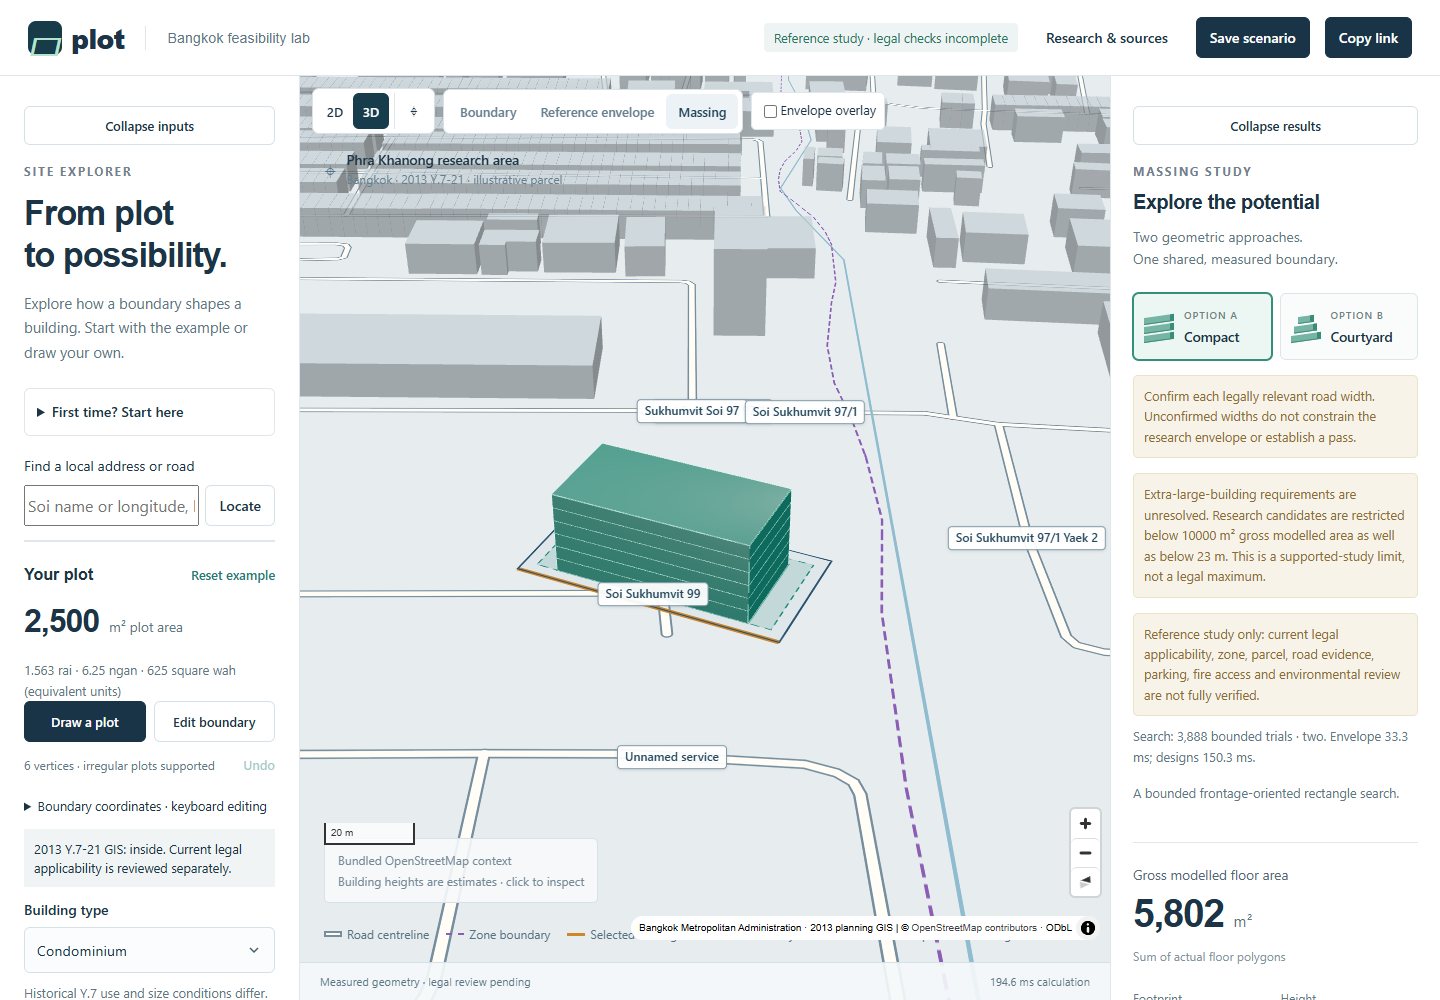 plot
Bangkok feasibility lab
Reference study · legal checks incomplete
Research & sources
Save scenario
Copy link
Collapse inputs
SITE EXPLORER
From plot
to possibility.
Explore how a boundary shapes a
building. Start with the example or
draw your own.
First time? Start here
Find a local address or road
Soi name or longitude,
Locate
Your plot
Reset example
2,500 m² plot area
1.563 rai · 6.25 ngan · 625 square wah
(equivalent units)
Draw a plot
Edit boundary
6 vertices · irregular plots supported
Undo
Boundary coordinates · keyboard editing
2013 Y.7-21 GIS: inside. Current legal
applicability is reviewed separately.
Building type
Condominium
Historical Y.7 use and size conditions differ.
2D
3D
Boundary
Reference envelope
Massing
Envelope overlay
Phra Khanong research area
Bangkok · 2013 Y.7-21 · illustrative parcel
Sukhumvit Soi 97
Soi Sukhumvit 97/1
Soi Sukhumvit 97/1 Yaek 2
Soi Sukhumvit 99
Unnamed service
20 m
Bundled OpenStreetMap context
Building heights are estimates · click to inspect
Road centreline
Zone boundary
Selected
Bangkok Metropolitan Administration · 2013 planning GIS | © OpenStreetMap contributors · ODbL
Measured geometry · legal review pending
194.6 ms calculation
Collapse results
MASSING STUDY
Explore the potential
Two geometric approaches.
One shared, measured boundary.
OPTION A
Compact
OPTION B
Courtyard
Confirm each legally relevant road width.
Unconfirmed widths do not constrain the
research envelope or establish a pass.
Extra-large-building requirements are
unresolved. Research candidates are restricted
below 10000 m² gross modelled area as well
as below 23 m. This is a supported-study limit,
not a legal maximum.
Reference study only: current legal
applicability, zone, parcel, road evidence,
parking, fire access and environmental review
are not fully verified.
Search: 3,888 bounded trials · two. Envelope 33.3
ms; designs 150.3 ms.
A bounded frontage-oriented rectangle search.
Gross modelled floor area
5,802 m²
Sum of actual floor polygons
Footprint
Height